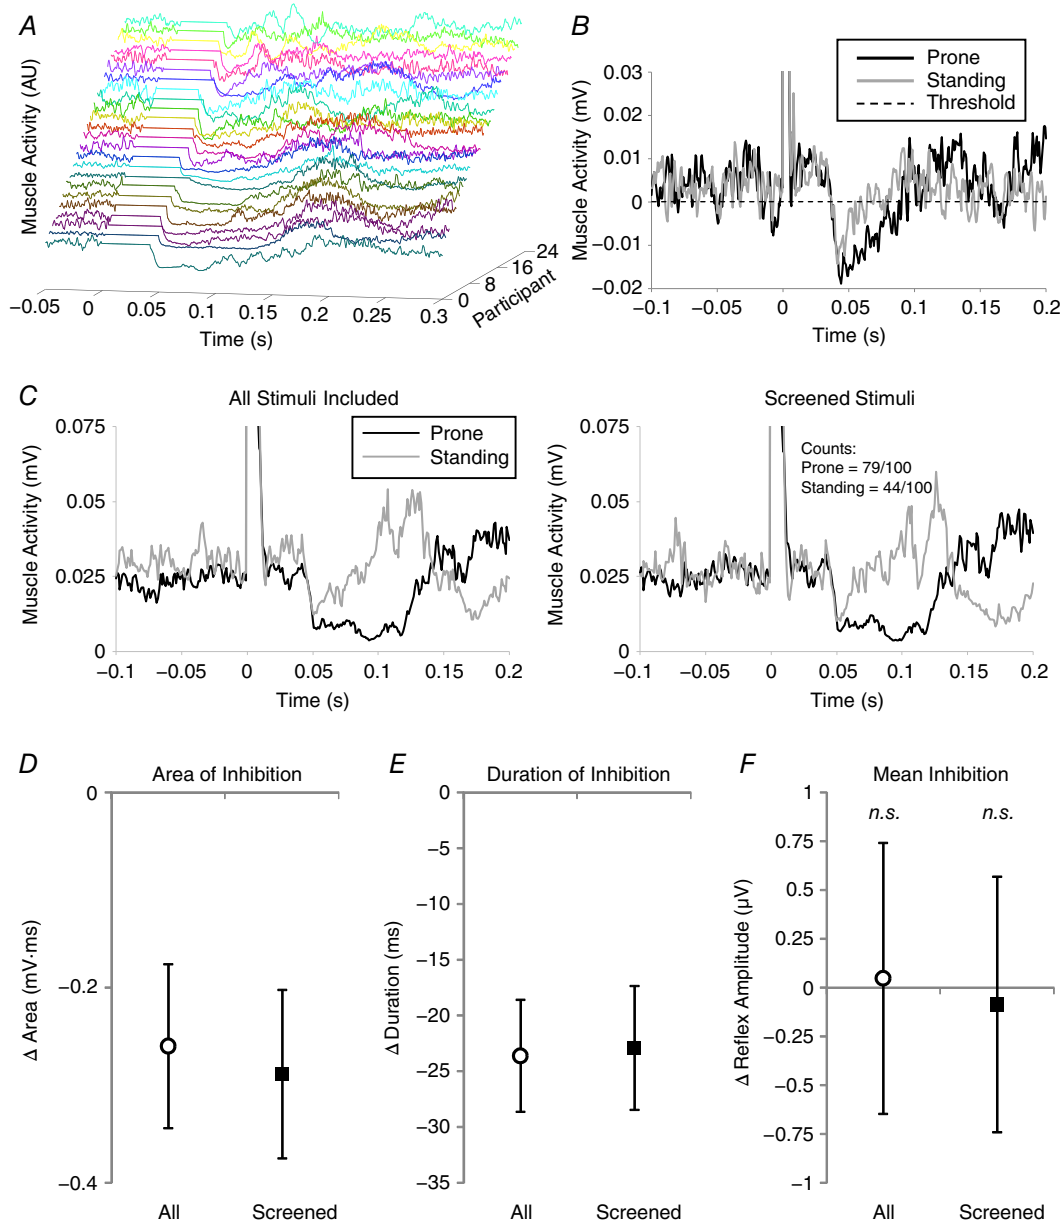 A
Muscle Activity (AU)
−0.05
0
0.05
0.1
0.15
0.2
0.25
0.3
Time (s)
0
8
16
24
Participant
B
Prone
Standing
Threshold
Muscle Activity (mV)
0.03
0.02
0.01
0
−0.01
−0.02
−0.1
−0.05
0
0.05
0.1
0.15
0.2
Time (s)
C
All Stimuli Included
Prone
Standing
Muscle Activity (mV)
0.075
0.05
0.025
0
−0.1
−0.05
0
0.05
0.1
0.15
0.2
Time (s)
Screened Stimuli
Counts:
Prone = 79/100
Standing = 44/100
Muscle Activity (mV)
0.075
0.05
0.025
0
−0.1
−0.05
0
0.05
0.1
0.15
0.2
Time (s)
D
Area of Inhibition
Δ Area (mV·ms)
0
−0.2
−0.4
All
Screened
E
Duration of Inhibition
Δ Duration (ms)
0
−5
−10
−15
−20
−25
−30
−35
All
Screened
F
Mean Inhibition
n.s.
n.s.
Δ Reflex Amplitude (µV)
1
0.75
0.5
0.25
0
−0.25
−0.5
−0.75
−1
All
Screened